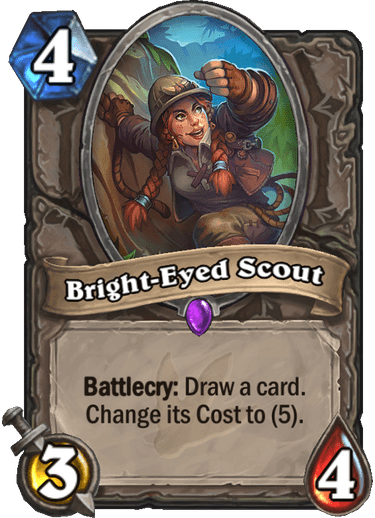 4
Bright-Eyed Scout
Battlecry: Draw a card.
Change its Cost to (5).
3
4